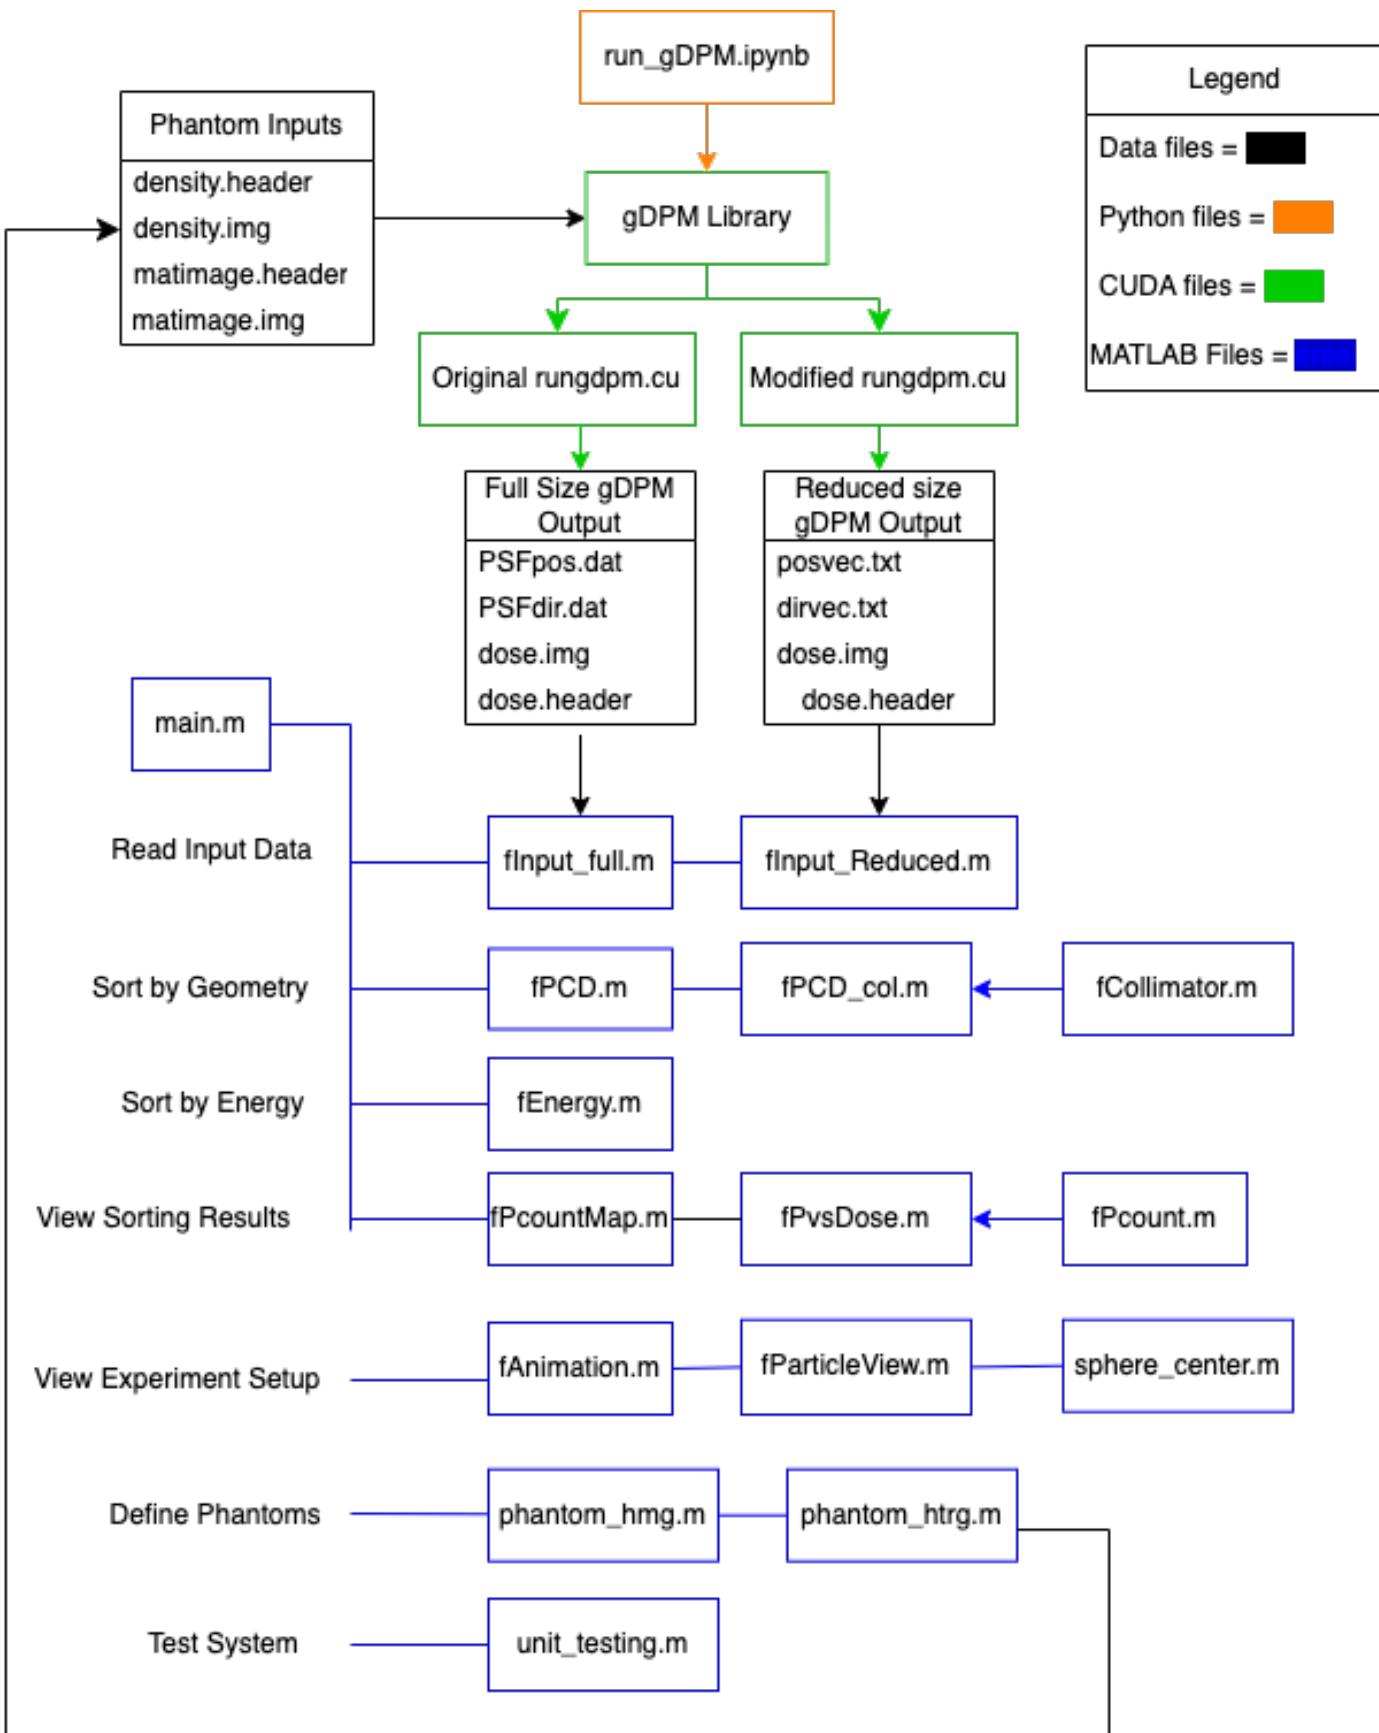 run_gDPM.ipynb
Legend
Data files =
Python files =
CUDA files =
MATLAB Files =
Phantom Inputs
density.header
density.img
matimage.header
matimage.img
gDPM Library
Original rungdpm.cu
Modified rungdpm.cu
Full Size gDPM
Output
PSFpos.dat
PSFdir.dat
dose.img
dose.header
Reduced size
gDPM Output
posvec.txt
dirvec.txt
dose.img
dose.header
main.m
Read Input Data
fInput_full.m
fInput_Reduced.m
Sort by Geometry
fPCD.m
fPCD_col.m
fCollimator.m
Sort by Energy
fEnergy.m
View Sorting Results
fPcountMap.m
fPvsDose.m
fPcount.m
View Experiment Setup
fAnimation.m
fParticleView.m
sphere_center.m
Define Phantoms
phantom_hmg.m
phantom_htrg.m
Test System
unit_testing.m